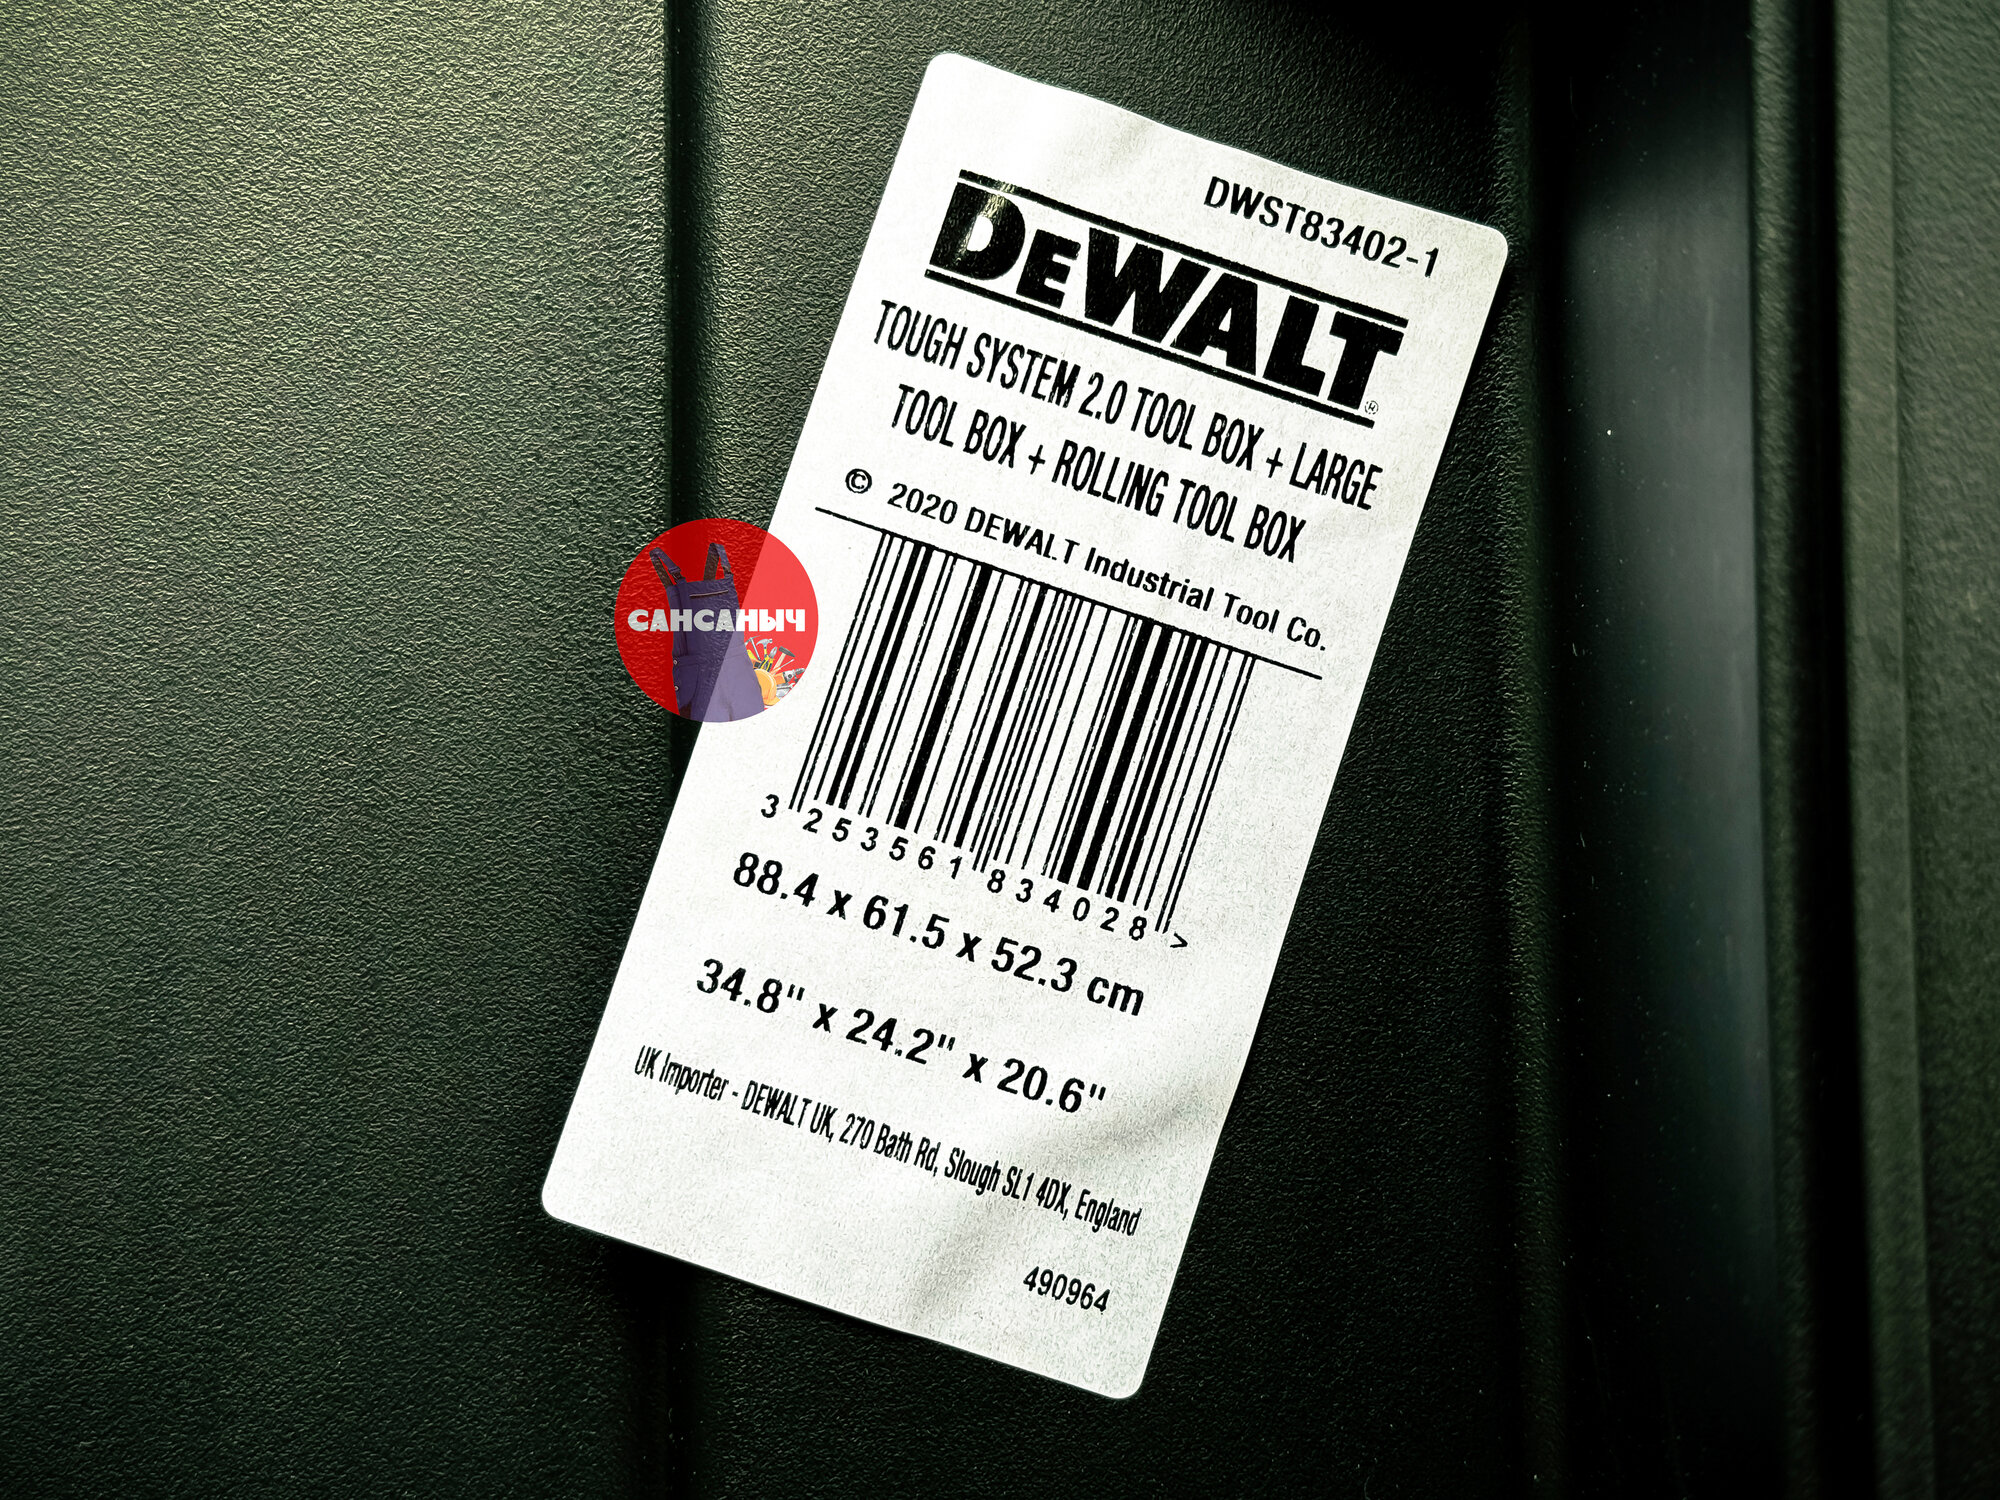 DWST83402-1
DEWALT®
TOUGH SYSTEM 2.0 TOOL BOX + LARGE
TOOL BOX + ROLLING TOOL BOX
© 2020 DEWALT Industrial Tool Co.
САНСАНЫЧ
3 253561 834028 >
88.4 x 61.5 x 52.3 cm
34.8" x 24.2" x 20.6"
UK Importer - DEWALT UK, 270 Bath Rd, Slough SL1 4DX, England
490964